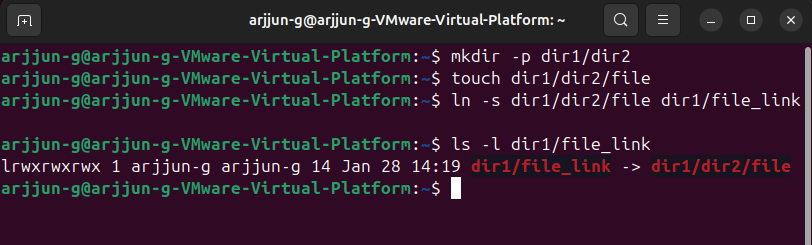 arjjun-g@arjjun-g-VMware-Virtual-Platform: ~
arjjun-g@arjjun-g-VMware-Virtual-Platform:~$ mkdir -p dir1/dir2
arjjun-g@arjjun-g-VMware-Virtual-Platform:~$ touch dir1/dir2/file
arjjun-g@arjjun-g-VMware-Virtual-Platform:~$ ln -s dir1/dir2/file dir1/file_link
arjjun-g@arjjun-g-VMware-Virtual-Platform:~$ ls -l dir1/file_link
lrwxrwxrwx 1 arjjun-g arjjun-g 14 Jan 28 14:19 dir1/file_link -> dir1/dir2/file
arjjun-g@arjjun-g-VMware-Virtual-Platform:~$